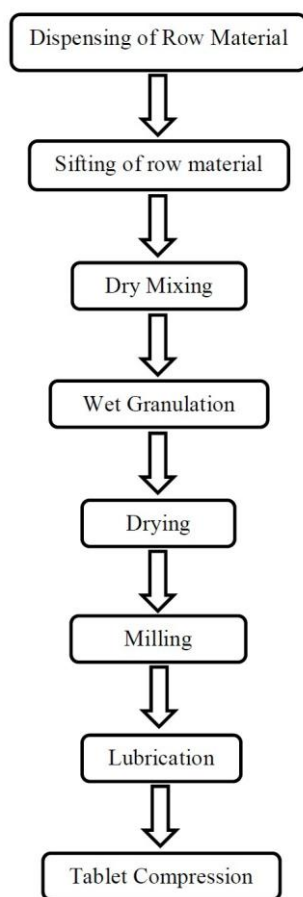 Dispensing of Row Material
Sifting of row material
Dry Mixing
Wet Granulation
Drying
Milling
Lubrication
Tablet Compression